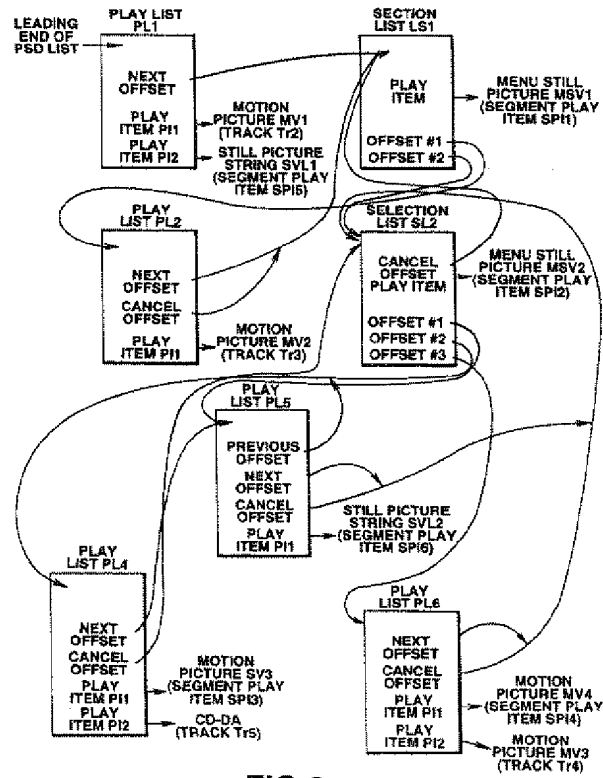 LEADING
END OF
PSD LIST
PLAY LIST
PL1
NEXT
OFFSET
PLAY
ITEM PI1
PLAY
ITEM PI2
MOTION
PICTURE MV1
(TRACK Tr2)
STILL PICTURE
STRING SVL1
(SEGMENT PLAY
ITEM SPI5)
SECTION
LIST LS1
PLAY
ITEM
OFFSET #1
OFFSET #2
MENU STILL
PICTURE MSV1
(SEGMENT PLAY
ITEM SPI1)
PLAY
LIST PL2
NEXT
OFFSET
CANCEL
OFFSET
PLAY
ITEM PI1
MOTION
PICTURE MV2
(TRACK Tr3)
SELECTION
LIST SL2
CANCEL
OFFSET
PLAY ITEM
OFFSET #1
OFFSET #2
OFFSET #3
MENU STILL
PICTURE MSV2
(SEGMENT PLAY
ITEM SPI2)
PLAY
LIST PL5
PREVIOUS
OFFSET
NEXT
OFFSET
CANCEL
OFFSET
PLAY
ITEM PI1
STILL PICTURE
STRING SVL2
(SEGMENT PLAY
ITEM SPI6)
PLAY
LIST PL4
NEXT
OFFSET
CANCEL
OFFSET
PLAY
ITEM PI1
PLAY
ITEM PI2
MOTION
PICTURE SV3
(SEGMENT PLAY
ITEM SPI3)
CD-DA
(TRACK Tr5)
PLAY
LIST PL6
NEXT
OFFSET
CANCEL
OFFSET
PLAY
ITEM PI1
PLAY
ITEM PI2
MOTION
PICTURE MV4
(SEGMENT PLAY
ITEM SPI4)
MOTION
PICTURE MV3
(TRACK Tr4)